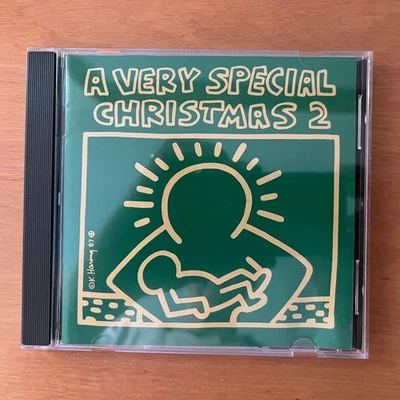 A VERY SPECIAL
CHRISTMAS 2
©K Haring 87⊕